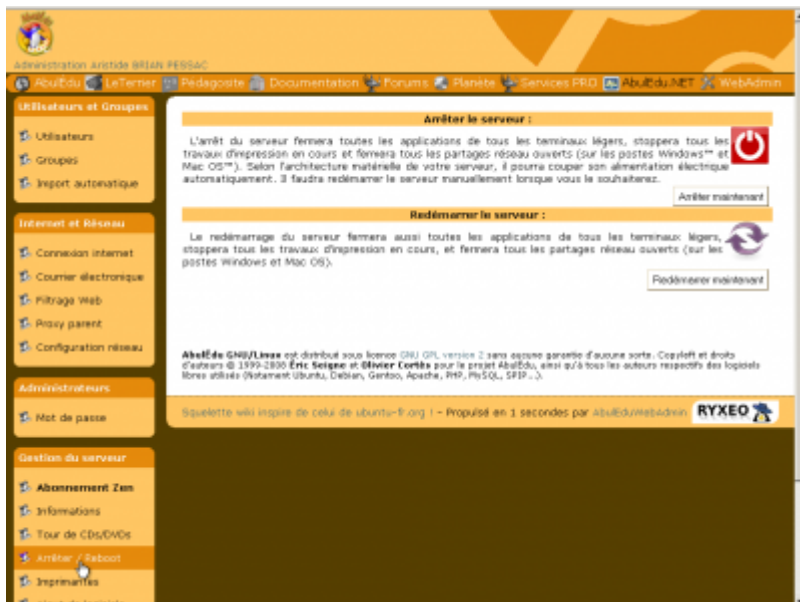 Administration Aristide BRIAN
PESSAC
AbulÉdu LeTerrier Pédagosite Documentation Forums Planète Services PRO AbulEdu.NET WebAdmin
Utilisateurs et Groupes
Utilisateurs
Groupes
Import automatique
Internet et Réseau
Connexion internet
Courrier électronique
Filtrage Web
Proxy parent
Configuration réseau
Administrateurs
Mot de passe
Gestion du serveur
Abonnement Zen
Informations
Tour de CDs/DVDs
Arrêter / Reboot
Imprimantes
Arrêter le serveur :
L'arrêt du serveur fermera toutes les applications de tous les terminaux légers, stoppera tous les
travaux d'impression en cours et fermera tous les partages réseau ouverts (sur les postes Windows™ et
Mac OS™). Selon l'architecture matérielle de votre serveur, il pourra couper son alimentation électrique
automatiquement. Il faudra redémarrer le serveur manuellement lorsque vous le souhaiterez.
Arrêter maintenant
Redémarrer le serveur :
Le redémarrage du serveur fermera aussi toutes les applications de tous les terminaux légers,
stoppera tous les travaux d'impression en cours, et fermera tous les partages réseau ouverts (sur les
postes Windows et Mac OS).
Redémarrer maintenant
AbulÉdu GNU/Linux est distribué sous licence GNU GPL version 2 sans aucune garantie d'aucune sorte. Copyleft et droits
d'auteurs © 1999-2008 Éric Seigne et Olivier Cortès pour le projet AbulÉdu, ainsi qu'à tous les auteurs respectifs des logiciels
libres utilisés (Notament Ubuntu, Debian, Gentoo, Apache, PHP, MySQL, SPIP...).
Squelette wiki inspire de celui de ubuntu-fr.org ! - Propulsé en 1 secondes par AbulEduWebAdmin RYXEO